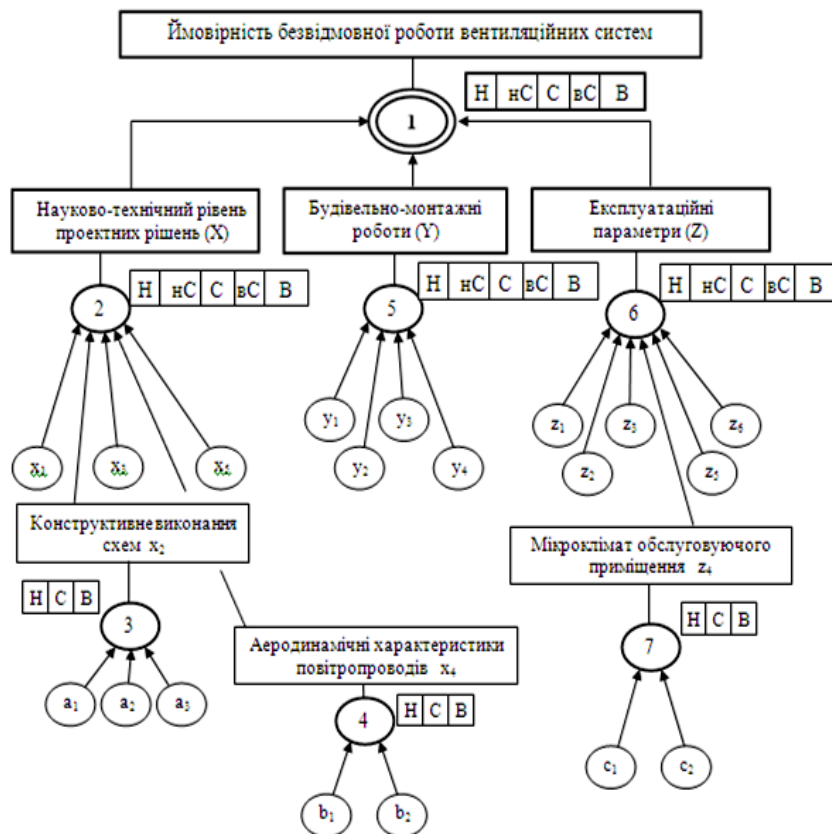 Ймовірність безвідмовної роботи вентиляційних систем
Н нС С вС В
1
Науково-технічний рівень
проектних рішень (X)
Будівельно-монтажні
роботи (Y)
Експлуатаційні
параметри (Z)
Н нС С вС В
Н нС С вС В
Н нС С вС В
2
5
6
y₁
y₃
z₁
z₃
z₆
x₁
x₃
x₅
y₂
y₄
z₂
z₅
Конструктивне виконання
схем x₂
Мікроклімат обслуговуючого
приміщення z₄
Н С В
3
Н С В
7
Аеродинамічні характеристики
повітропроводів x₄
a₁
a₂
a₃
Н С В
4
c₁
c₂
b₁
b₂